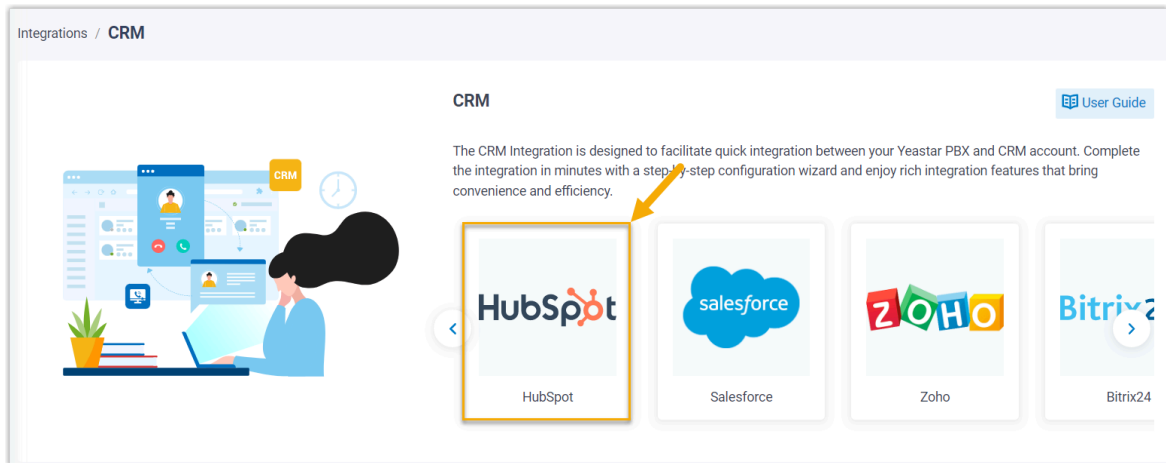 Integrations / CRM
CRM
User Guide
The CRM Integration is designed to facilitate quick integration between your Yeastar PBX and CRM account. Complete
the integration in minutes with a step-by-step configuration wizard and enjoy rich integration features that bring
convenience and efficiency.
CRM
HubSpot
salesforce
ZOHO
Bitrix2
HubSpot
Salesforce
Zoho
Bitrix24